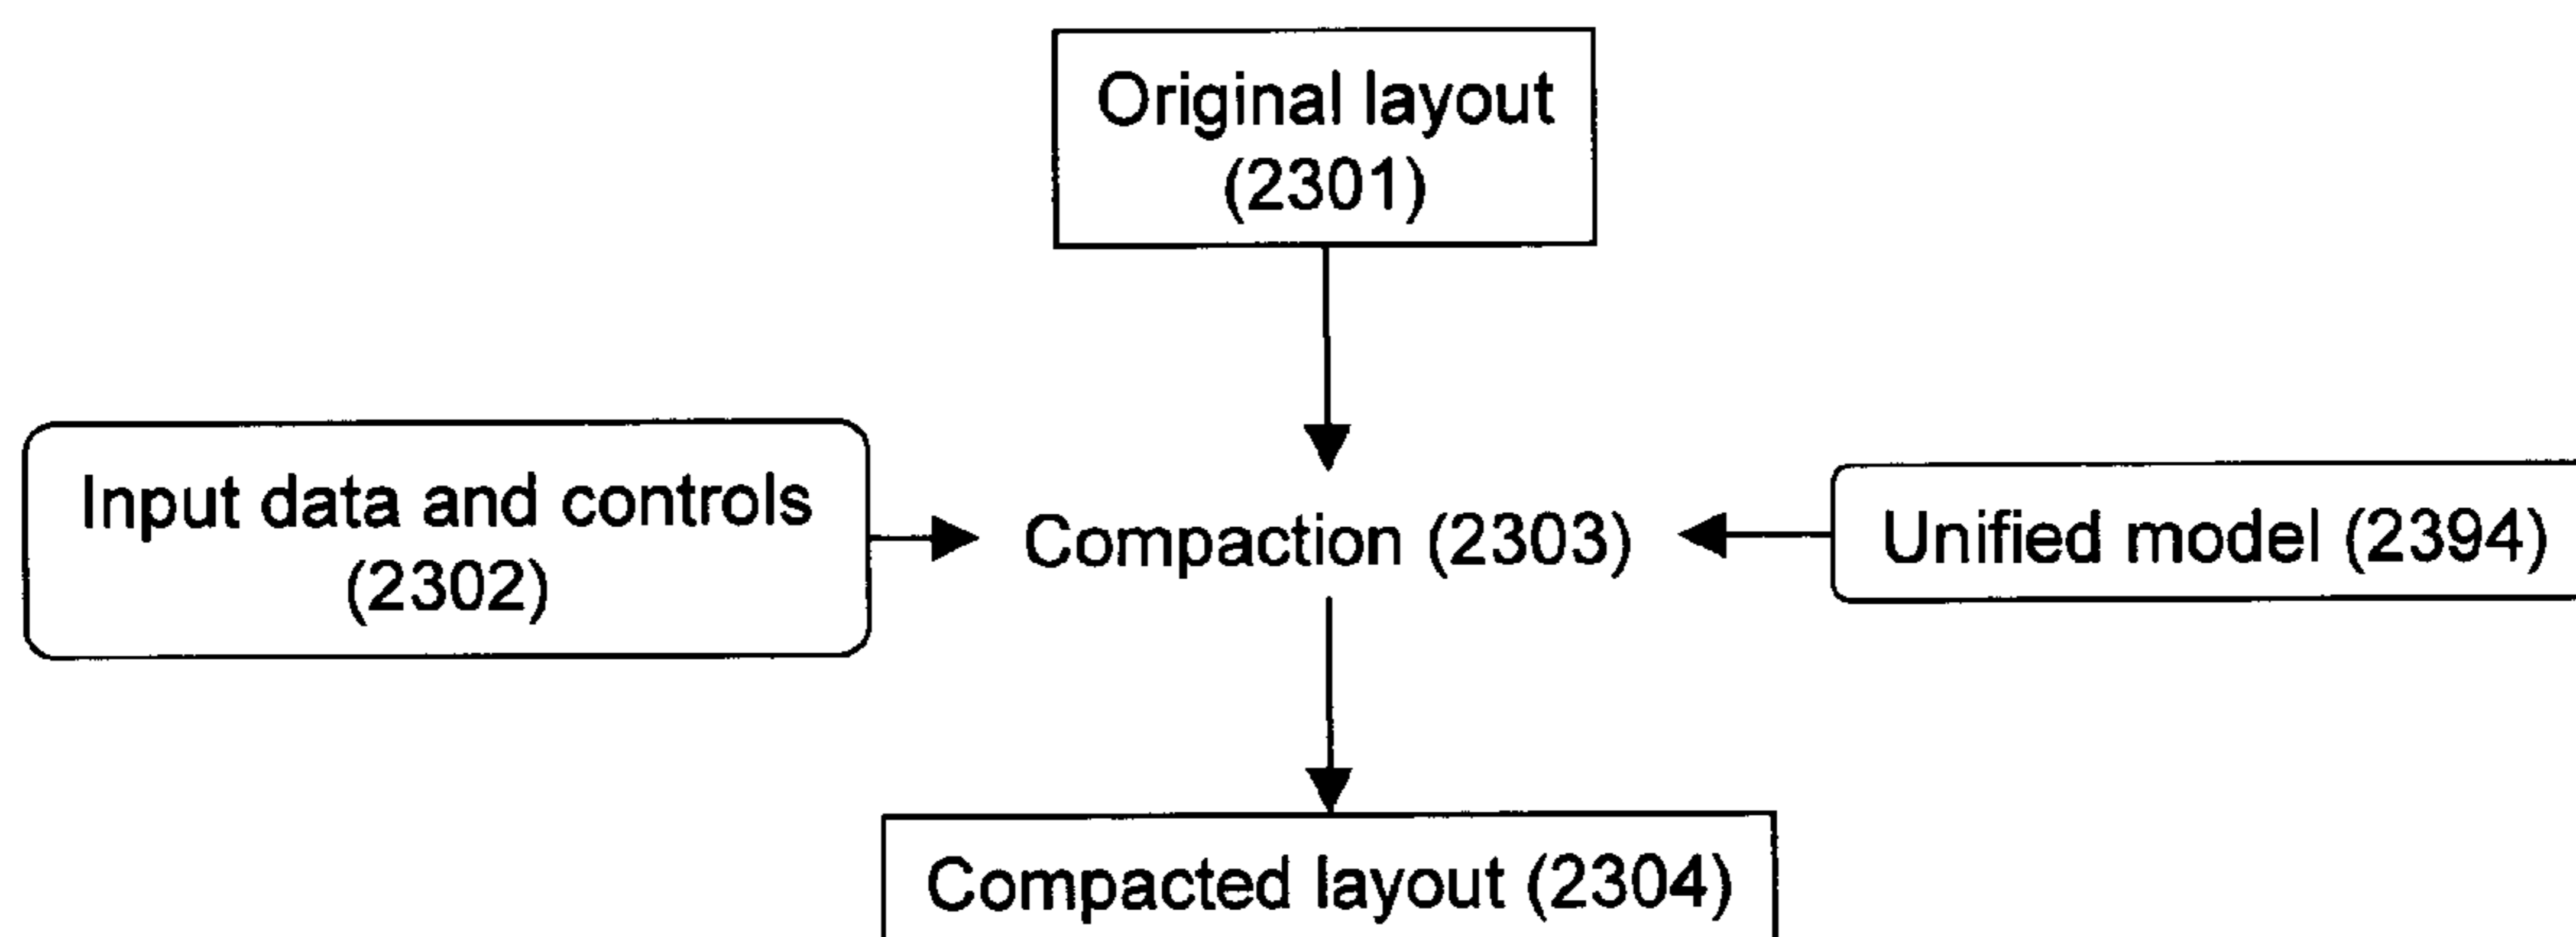 Original layout
(2301)
Input data and controls
(2302)
Compaction (2303)
Unified model (2394)
Compacted layout (2304)